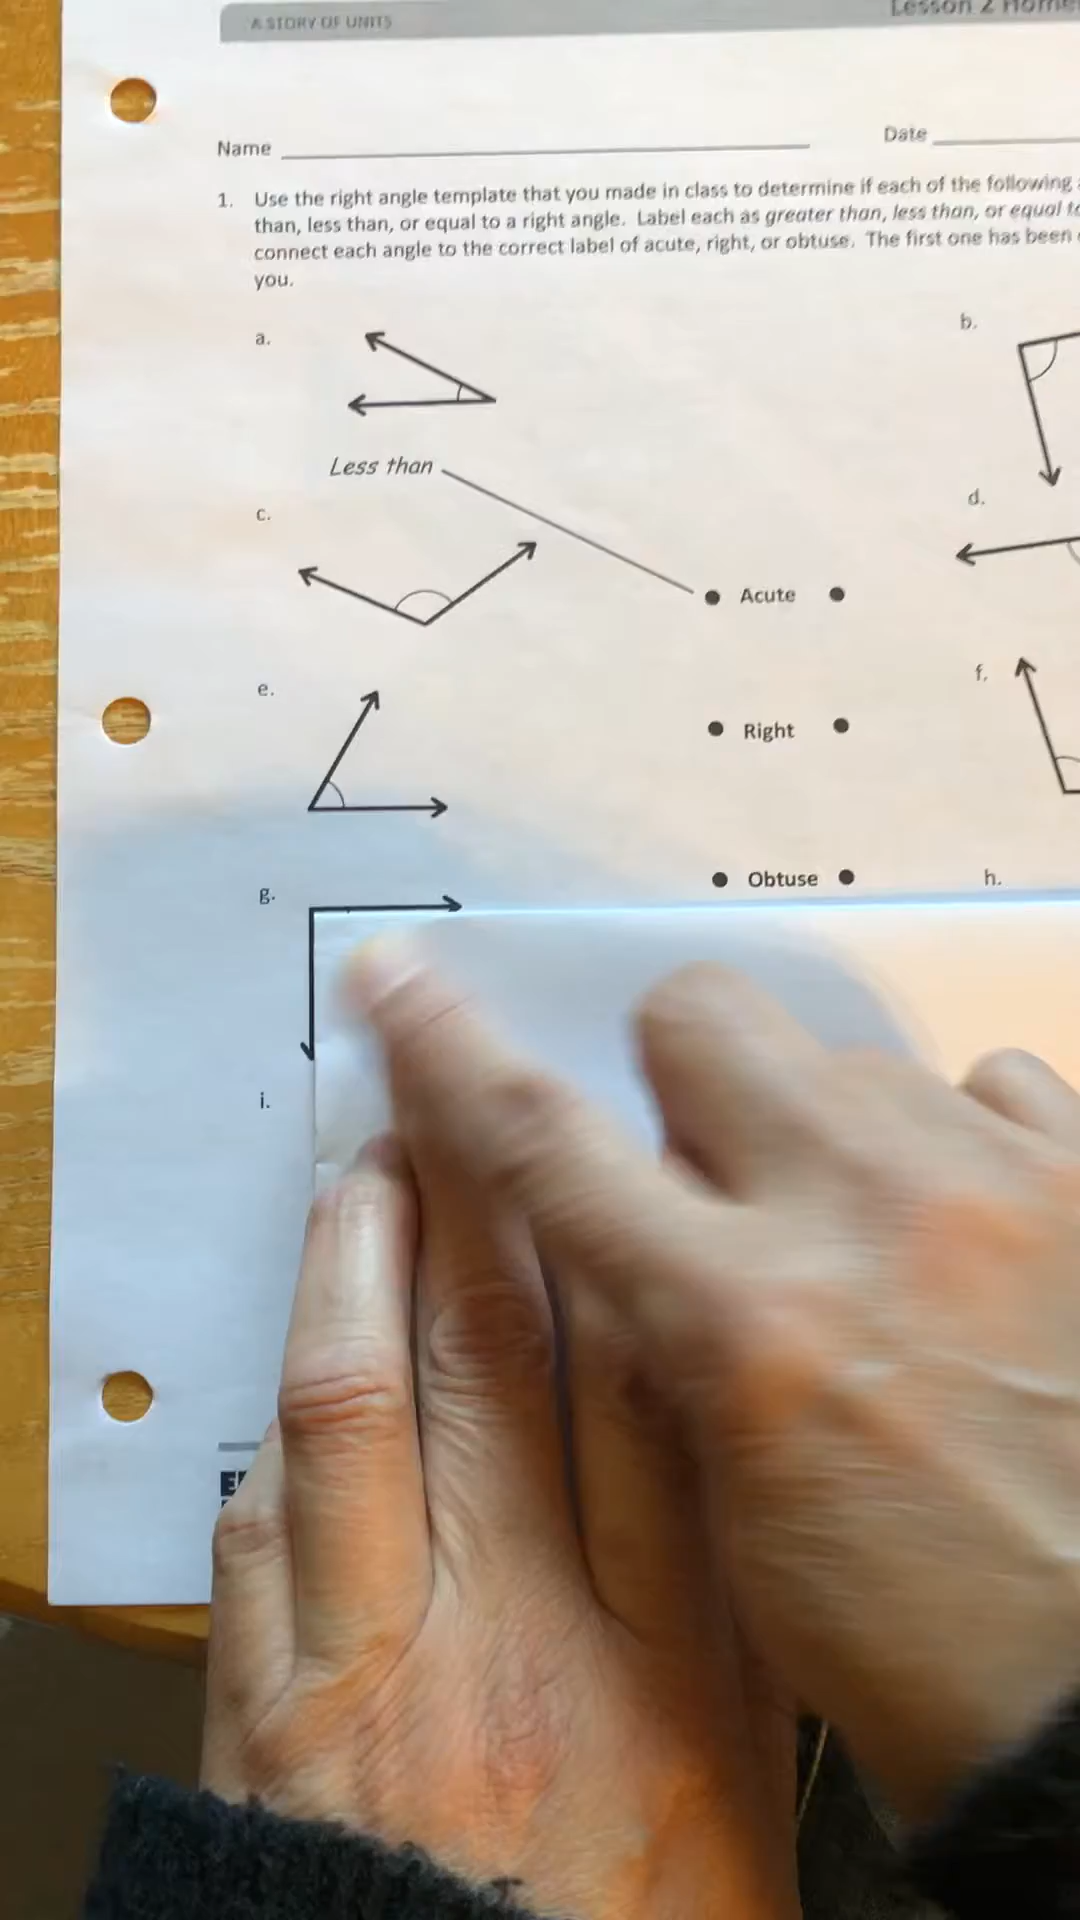 A STORY OF UNITS
Lesson 2
Name
Date
1. Use the right angle template that you made in class to determine if each of the following
than, less than, or equal to a right angle. Label each as greater than, less than, or equal
connect each angle to the correct label of acute, right, or obtuse. The first one has been
you.
a.
b.
Less than
c.
d.
Acute
e.
f.
Right
g.
Obtuse
h.
i.